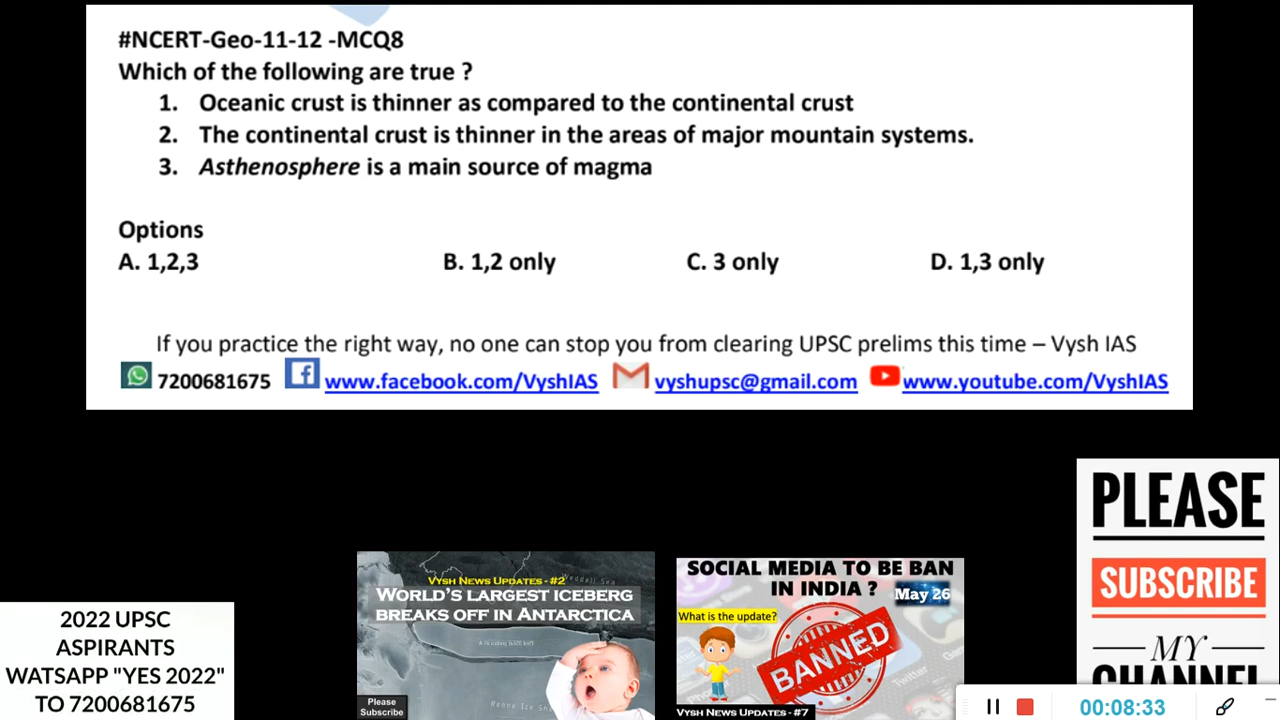 #NCERT-Geo-11-12 -MCQ8
Which of the following are true ?
1. Oceanic crust is thinner as compared to the continental crust
2. The continental crust is thinner in the areas of major mountain systems.
3. Asthenosphere is a main source of magma
Options
A. 1,2,3 B. 1,2 only C. 3 only D. 1,3 only
If you practice the right way, no one can stop you from clearing UPSC prelims this time – Vysh IAS
7200681675 www.facebook.com/VyshIAS vyshupsc@gmail.com www.youtube.com/VyshIAS
2022 UPSC
ASPIRANTS
WATSAPP "YES 2022"
TO 7200681675
Weddell Sea
VYSH NEWS UPDATES - #2
WORLD'S LARGEST ICEBERG
BREAKS OFF IN ANTARCTICA
Ronne Ice
Please
Subscribe
SOCIAL MEDIA TO BE BAN
IN INDIA ?
May 26
What is the update?
BANNED
VYSH NEWS UPDATES - #7
PLEASE
SUBSCRIBE
MY
CHANNEL
00:08:33